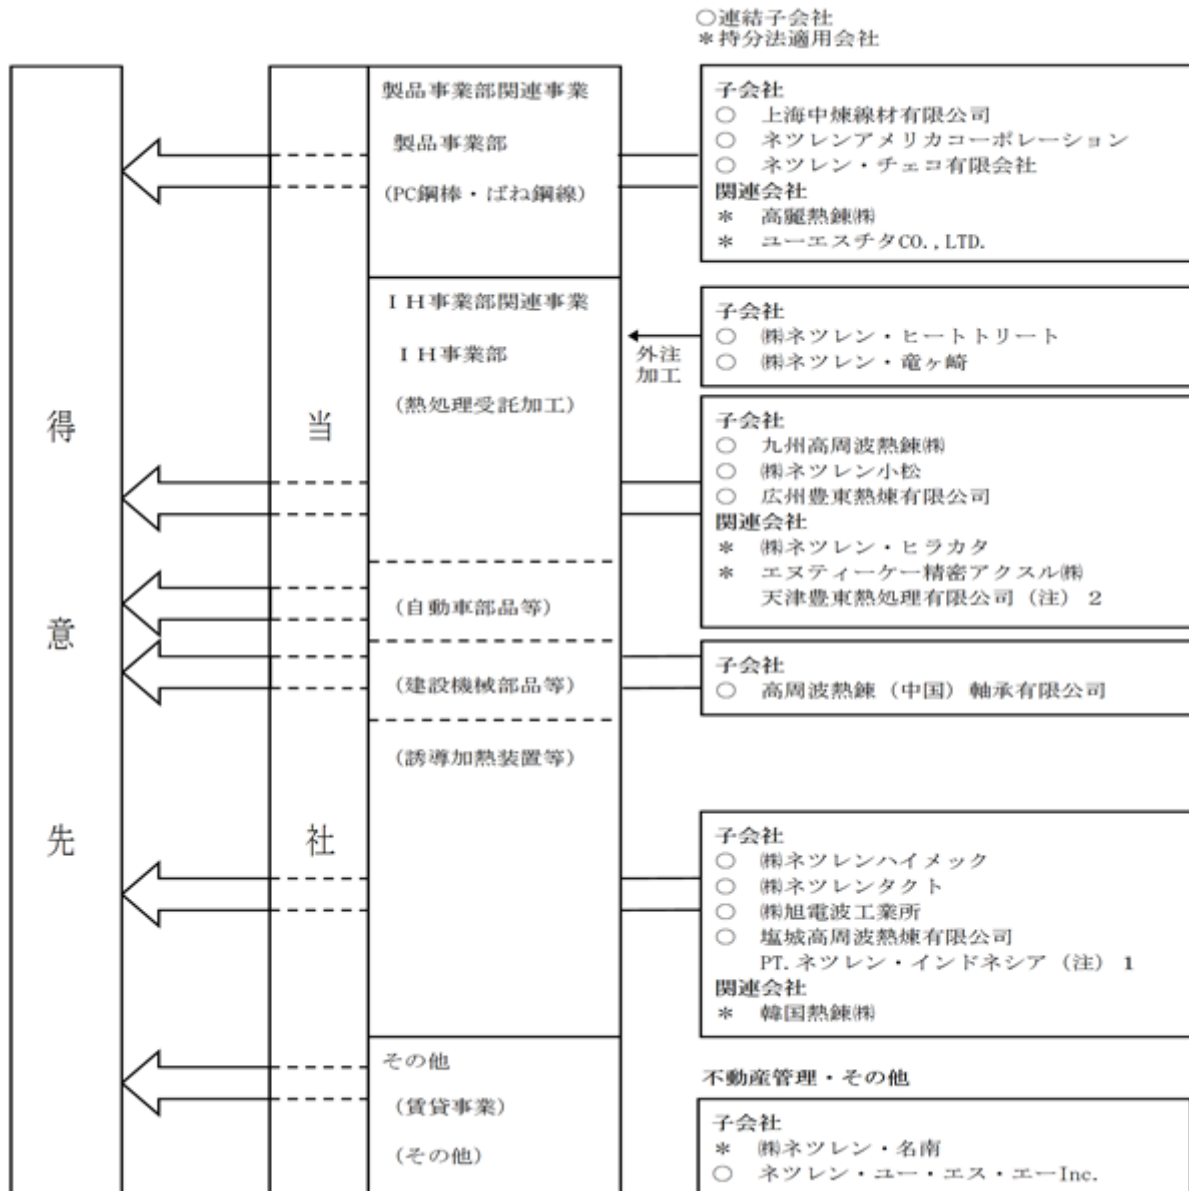 ○連結子会社
＊持分法適用会社
得意先
当社
製品事業部関連事業
製品事業部
(PC鋼棒・ばね鋼線)
子会社
○ 上海中煉線材有限公司
○ ネツレンアメリカコーポレーション
○ ネツレン・チェコ有限会社
関連会社
＊ 高麗熱錬㈱
＊ ユーエスチタCO.,LTD.
ＩＨ事業部関連事業
ＩＨ事業部
(熱処理受託加工)
外注
加工
子会社
○ ㈱ネツレン・ヒートトリート
○ ㈱ネツレン・竜ヶ崎
子会社
○ 九州高周波熱錬㈱
○ ㈱ネツレン小松
○ 広州豊東熱煉有限公司
関連会社
＊ ㈱ネツレン・ヒラカタ
＊ エヌティーケー精密アクスル㈱
天津豊東熱処理有限公司（注）2
(自動車部品等)
(建設機械部品等)
子会社
○ 高周波熱錬（中国）軸承有限公司
(誘導加熱装置等)
子会社
○ ㈱ネツレンハイメック
○ ㈱ネツレンタクト
○ ㈱旭電波工業所
○ 塩城高周波熱煉有限公司
PT.ネツレン・インドネシア（注）1
関連会社
＊ 韓国熱錬㈱
その他
(賃貸事業)
(その他)
不動産管理・その他
子会社
＊ ㈱ネツレン・名南
○ ネツレン・ユー・エス・エーInc.